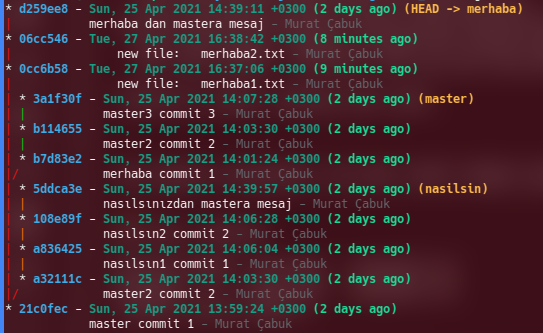 * d259ee8 - Sun, 25 Apr 2021 14:39:11 +0300 (2 days ago) (HEAD -> merhaba)
| merhaba dan mastera mesaj - Murat Çabuk
* 06cc546 - Tue, 27 Apr 2021 16:38:42 +0300 (8 minutes ago)
| new file: merhaba2.txt - Murat Çabuk
* 0cc6b58 - Tue, 27 Apr 2021 16:37:06 +0300 (9 minutes ago)
| new file: merhaba1.txt - Murat Çabuk
| * 3a1f30f - Sun, 25 Apr 2021 14:07:28 +0300 (2 days ago) (master)
| | master3 commit 3 - Murat Çabuk
| * b114655 - Sun, 25 Apr 2021 14:03:30 +0300 (2 days ago)
| | master2 commit 2 - Murat Çabuk
| * b7d83e2 - Sun, 25 Apr 2021 14:01:24 +0300 (2 days ago)
|/ merhaba commit 1 - Murat Çabuk
| * 5ddca3e - Sun, 25 Apr 2021 14:39:57 +0300 (2 days ago) (nasilsin)
| | nasılsınızdan mastera mesaj - Murat Çabuk
| * 108e89f - Sun, 25 Apr 2021 14:06:28 +0300 (2 days ago)
| | nasılsın2 commit 2 - Murat Çabuk
| * a836425 - Sun, 25 Apr 2021 14:06:04 +0300 (2 days ago)
| | nasılsın1 commit 1 - Murat Çabuk
| * a32111c - Sun, 25 Apr 2021 14:03:30 +0300 (2 days ago)
|/ master2 commit 2 - Murat Çabuk
* 21c0fec - Sun, 25 Apr 2021 13:59:24 +0300 (2 days ago)
master commit 1 - Murat Çabuk